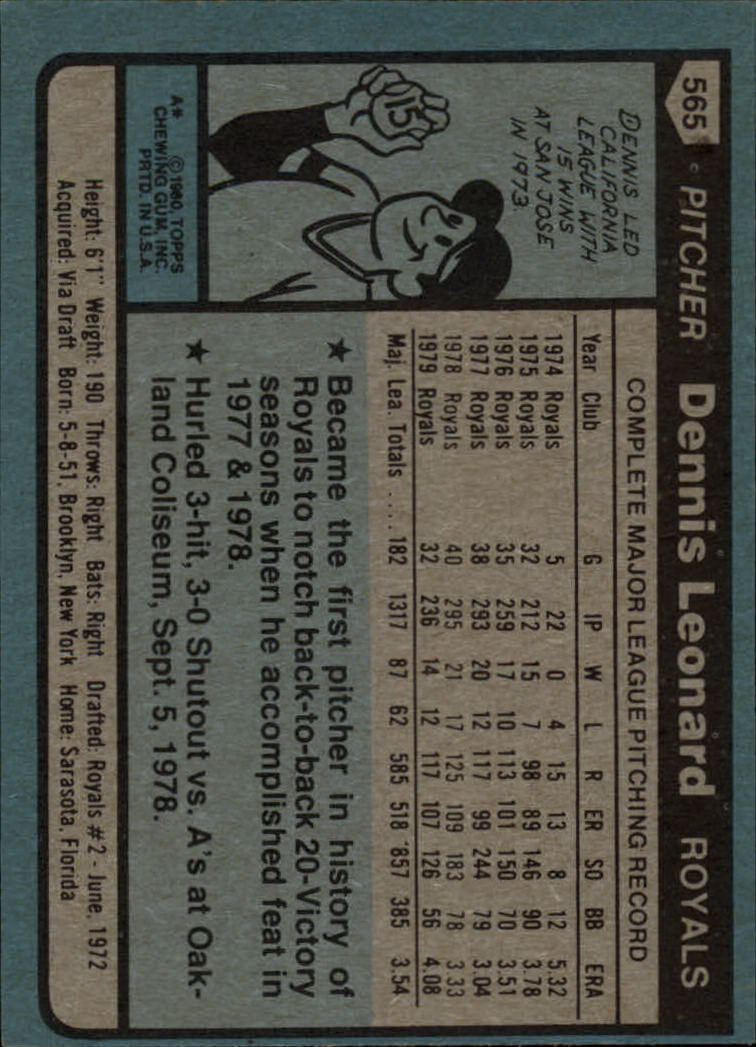 565 PITCHER Dennis Leonard ROYALS
DENNIS LED
CALIFORNIA
LEAGUE WITH
15 WINS
AT SAN JOSE
IN 1973.
15
A* ©1980, TOPPS
CHEWING GUM, INC.
PRTD. IN U.S.A.
COMPLETE MAJOR LEAGUE PITCHING RECORD
Year Club G IP W L R ER SO BB ERA
1974 Royals 5 22 0 4 15 13 8 12 5.32
1975 Royals 32 212 15 7 98 89 146 90 3.78
1976 Royals 35 259 17 10 113 101 150 70 3.51
1977 Royals 38 293 20 12 117 99 244 79 3.04
1978 Royals 40 295 21 17 125 109 183 78 3.33
1979 Royals 32 236 14 12 117 107 126 56 4.08
Maj. Lea. Totals .... 182 1317 87 62 585 518 857 385 3.54
★ Became the first pitcher in history of
Royals to notch back-to-back 20-Victory
seasons when he accomplished feat in
1977 & 1978.
★ Hurled 3-hit, 3-0 Shutout vs. A's at Oak-
land Coliseum, Sept. 5, 1978.
Height: 6'1" Weight: 190 Throws: Right Bats: Right Drafted: Royals #2 - June, 1972
Acquired: Via Draft Born: 5-8-51, Brooklyn, New York Home: Sarasota, Florida